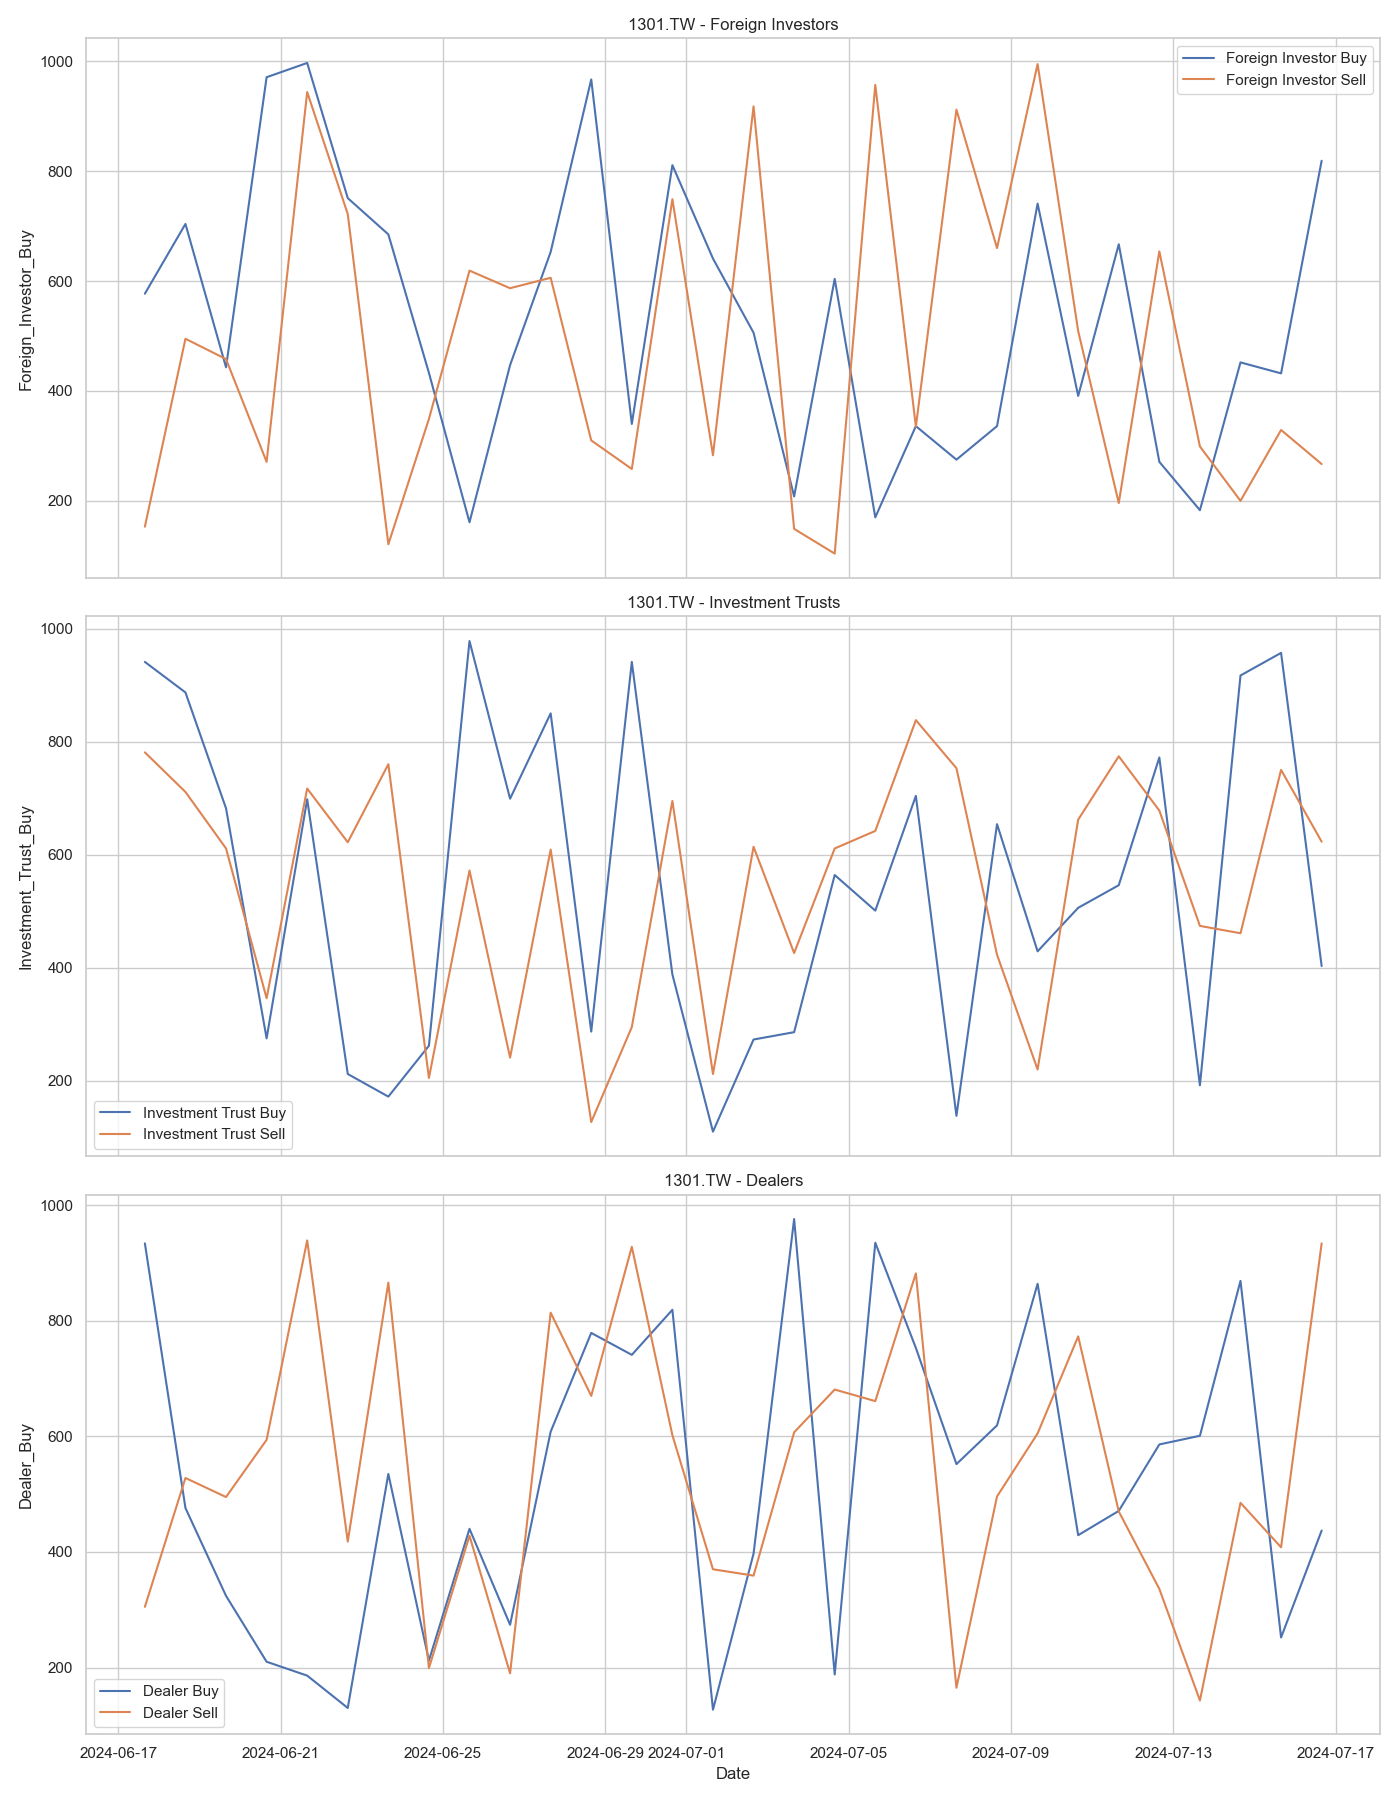 1301.TW - Foreign Investors
Foreign_Investor_Buy
1000
800
600
400
200
Foreign Investor Buy
Foreign Investor Sell
1301.TW - Investment Trusts
Investment_Trust_Buy
1000
800
600
400
200
Investment Trust Buy
Investment Trust Sell
1301.TW - Dealers
Dealer_Buy
1000
800
600
400
200
Dealer Buy
Dealer Sell
2024-06-17 2024-06-21 2024-06-25 2024-06-29 2024-07-01 2024-07-05 2024-07-09 2024-07-13 2024-07-17
Date